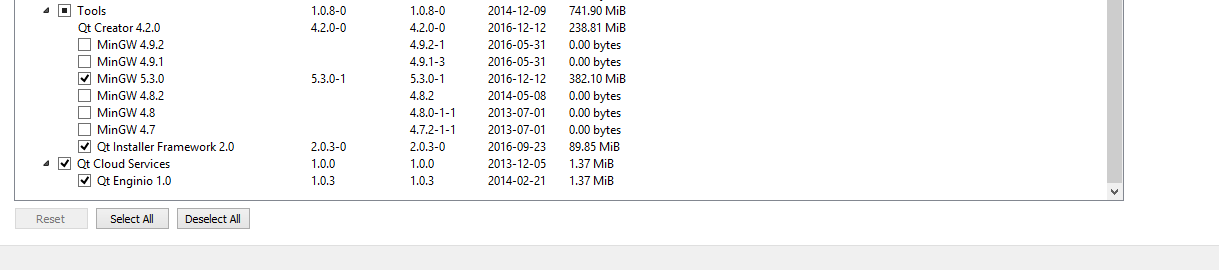 Tools 1.0.8-0 1.0.8-0 2014-12-09 741.90 MiB
Qt Creator 4.2.0 4.2.0-0 4.2.0-0 2016-12-12 238.81 MiB
MinGW 4.9.2 4.9.2-1 2016-05-31 0.00 bytes
MinGW 4.9.1 4.9.1-3 2016-05-31 0.00 bytes
MinGW 5.3.0 5.3.0-1 5.3.0-1 2016-12-12 382.10 MiB
MinGW 4.8.2 4.8.2 2014-05-08 0.00 bytes
MinGW 4.8 4.8.0-1-1 2013-07-01 0.00 bytes
MinGW 4.7 4.7.2-1-1 2013-07-01 0.00 bytes
Qt Installer Framework 2.0 2.0.3-0 2.0.3-0 2016-09-23 89.85 MiB
Qt Cloud Services 1.0.0 1.0.0 2013-12-05 1.37 MiB
Qt Enginio 1.0 1.0.3 1.0.3 2014-02-21 1.37 MiB
Reset Select All Deselect All